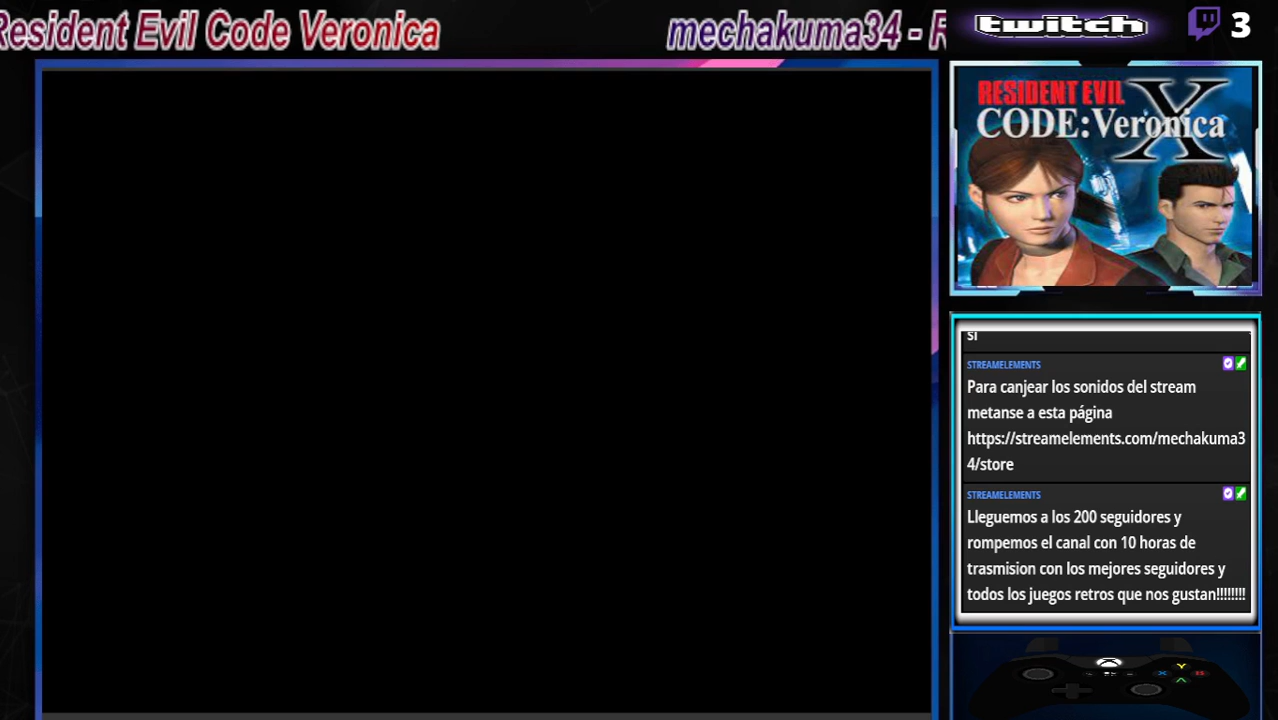 Resident Evil Code Veronica
mechakuma34 - R
twitch
3
RESIDENT EVIL
CODE:Veronica
X
SI
STREAMELEMENTS
Para canjear los sonidos del stream
metanse a esta página
https://streamelements.com/mechakuma3
4/store
STREAMELEMENTS
Lleguemos a los 200 seguidores y
rompemos el canal con 10 horas de
trasmision con los mejores seguidores y
todos los juegos retros que nos gustan!!!!!!!!
Y
X
B
A